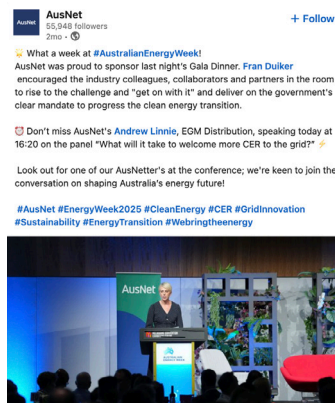 AusNet
AusNet
55,948 followers
2mo •
+ Follow
What a week at #AustralianEnergyWeek!
AusNet was proud to sponsor last night's Gala Dinner. Fran Duiker
encouraged the industry colleagues, collaborators and partners in the room
to rise to the challenge and "get on with it" and deliver on the government's
clear mandate to progress the clean energy transition.
Don't miss AusNet's Andrew Linnie, EGM Distribution, speaking today at
16:20 on the panel "What will it take to welcome more CER to the grid?"
Look out for one of our AusNetter's at the conference; we're keen to join the
conversation on shaping Australia's energy future!
#AusNet #EnergyWeek2025 #CleanEnergy #CER #GridInnovation
#Sustainability #EnergyTransition #Webringtheenergy
AusNet